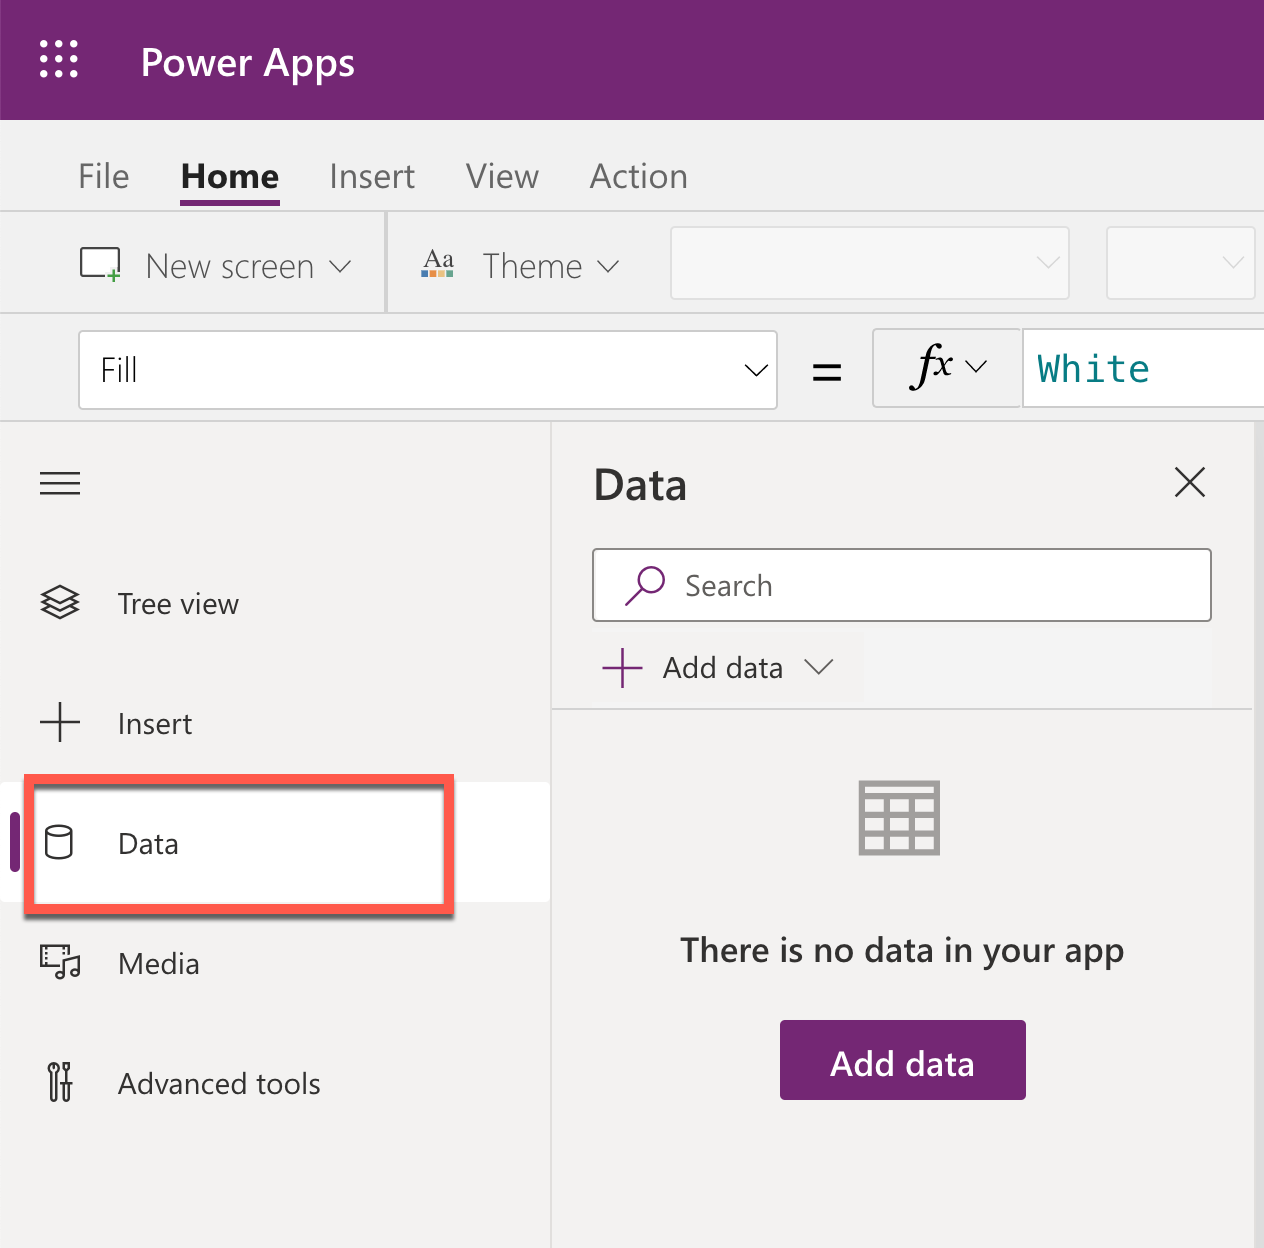 Power Apps
File Home Insert View Action
New screen Aa Theme
Fill = fx White
Data
Search
Add data
Tree view
Insert
Data
Media
Advanced tools
There is no data in your app
Add data